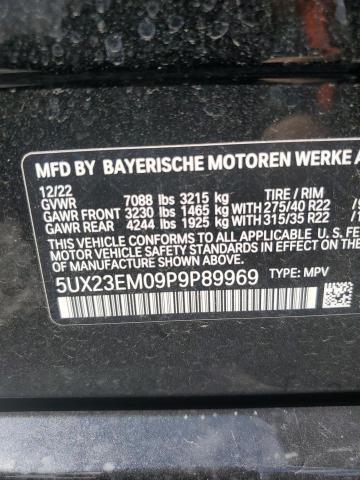 MFD BY BAYERISCHE MOTOREN WERKE A
12/22
GVWR 7088 lbs 3215 kg TIRE / RIM
GAWR FRONT 3230 lbs 1465 kg WITH 275/40 R22
GAWR REAR 4244 lbs 1925 kg WITH 315/35 R22
THIS VEHICLE CONFORMS TO ALL APPLICABLE U. S. FE
MOTOR VEHICLE SAFETY STANDARDS IN EFFECT ON
DATE OF MANUFACTURE SHOWN ABOVE.
5UX23EM09P9P89969 TYPE: MPV